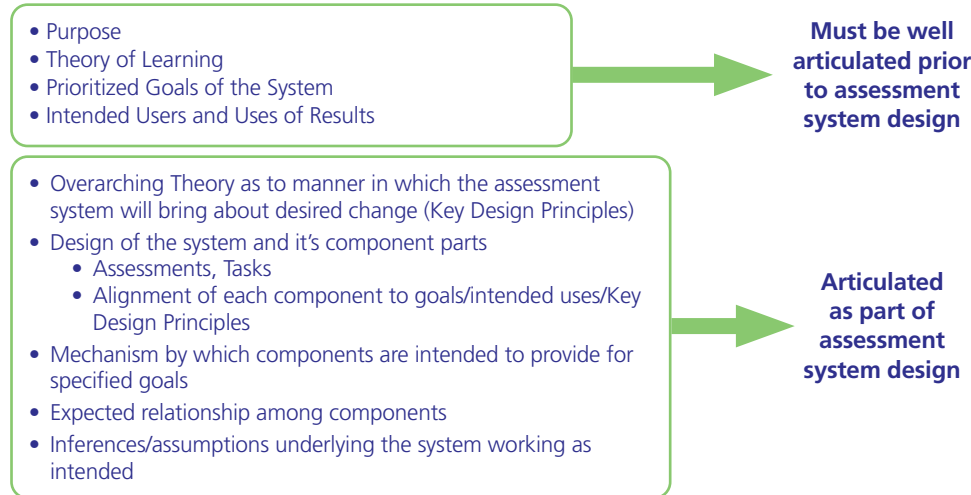 • Purpose
• Theory of Learning
• Prioritized Goals of the System
• Intended Users and Uses of Results
Must be well
articulated prior
to assessment
system design
• Overarching Theory as to manner in which the assessment
system will bring about desired change (Key Design Principles)
• Design of the system and it's component parts
• Assessments, Tasks
• Alignment of each component to goals/intended uses/Key
Design Principles
• Mechanism by which components are intended to provide for
specified goals
• Expected relationship among components
• Inferences/assumptions underlying the system working as
intended
Articulated
as part of
assessment
system design